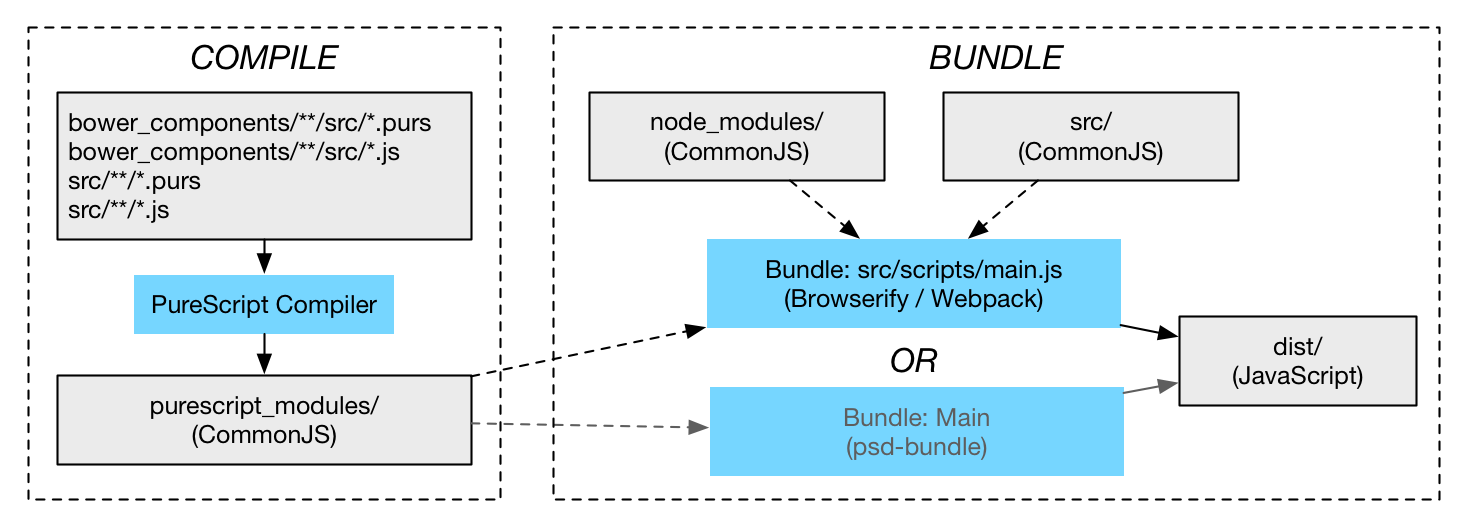 COMPILE
bower_components/**/src/*.purs
bower_components/**/src/*.js
src/**/*.purs
src/**/*.js
PureScript Compiler
purescript_modules/
(CommonJS)
BUNDLE
node_modules/
(CommonJS)
src/
(CommonJS)
Bundle: src/scripts/main.js
(Browserify / Webpack)
OR
Bundle: Main
(psd-bundle)
dist/
(JavaScript)